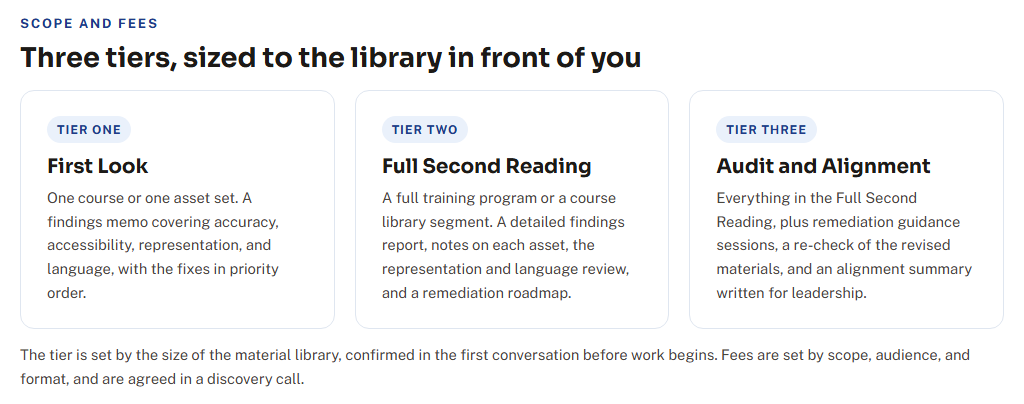 SCOPE AND FEES
Three tiers, sized to the library in front of you
TIER ONE
First Look
One course or one asset set. A
findings memo covering accuracy,
accessibility, representation, and
language, with the fixes in priority
order.
TIER TWO
Full Second Reading
A full training program or a course
library segment. A detailed findings
report, notes on each asset, the
representation and language review,
and a remediation roadmap.
TIER THREE
Audit and Alignment
Everything in the Full Second
Reading, plus remediation guidance
sessions, a re-check of the revised
materials, and an alignment summary
written for leadership.
The tier is set by the size of the material library, confirmed in the first conversation before work begins. Fees are set by scope, audience, and
format, and are agreed in a discovery call.